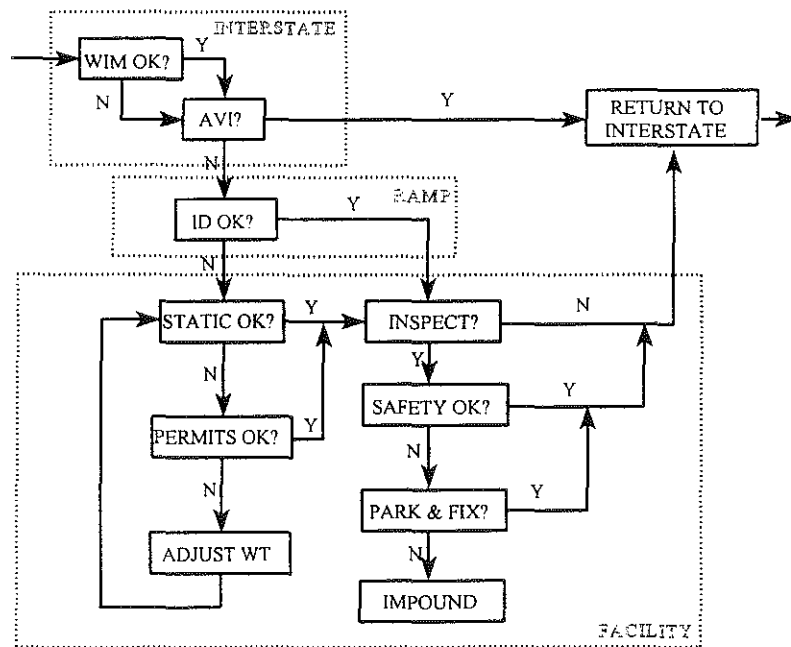 INTERSTATE
WIM OK?
Y
N
AVI?
Y
RETURN TO
INTERSTATE
N
RAMP
ID OK?
Y
N
STATIC OK?
Y
INSPECT?
N
N
Y
PERMITS OK?
Y
SAFETY OK?
Y
N
N
ADJUST WT
PARK & FIX?
Y
N
IMPOUND
FACILITY